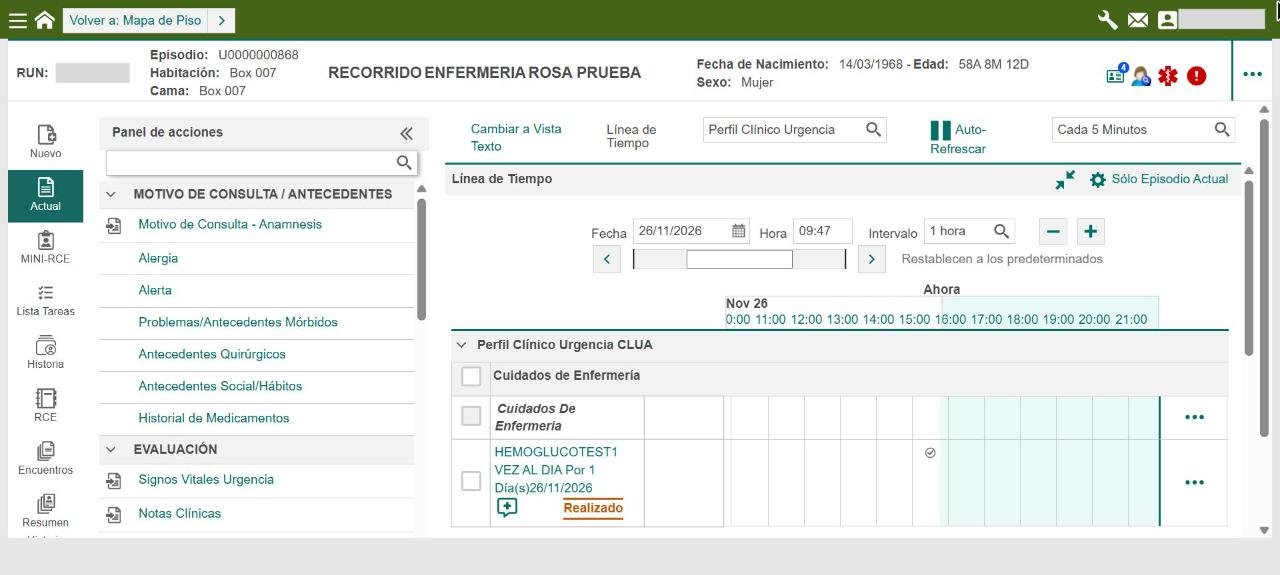 Volver a: Mapa de Piso
RUN:
Episodio: U0000000868
Habitación: Box 007
Cama: Box 007
RECORRIDO ENFERMERIA ROSA PRUEBA
Fecha de Nacimiento: 14/03/1968 - Edad: 58A 8M 12D
Sexo: Mujer
4
Nuevo
Actual
MINI-RCE
Lista Tareas
Historia
RCE
Encuentros
Resumen
Panel de acciones
MOTIVO DE CONSULTA / ANTECEDENTES
Motivo de Consulta - Anamnesis
Alergia
Alerta
Problemas/Antecedentes Mórbidos
Antecedentes Quirúrgicos
Antecedentes Social/Hábitos
Historial de Medicamentos
EVALUACIÓN
Signos Vitales Urgencia
Notas Clínicas
Cambiar a Vista
Texto
Línea de
Tiempo
Perfil Clínico Urgencia
Auto-
Refrescar
Cada 5 Minutos
Línea de Tiempo
Sólo Episodio Actual
Fecha 26/11/2026 Hora 09:47 Intervalo 1 hora
Restablecen a los predeterminados
Ahora
Nov 26
0:00 11:00 12:00 13:00 14:00 15:00 16:00 17:00 18:00 19:00 20:00 21:00
Perfil Clínico Urgencia CLUA
Cuidados de Enfermería
Cuidados De
Enfermeria
HEMOGLUCOTEST1
VEZ AL DIA Por 1
Día(s)26/11/2026
Realizado